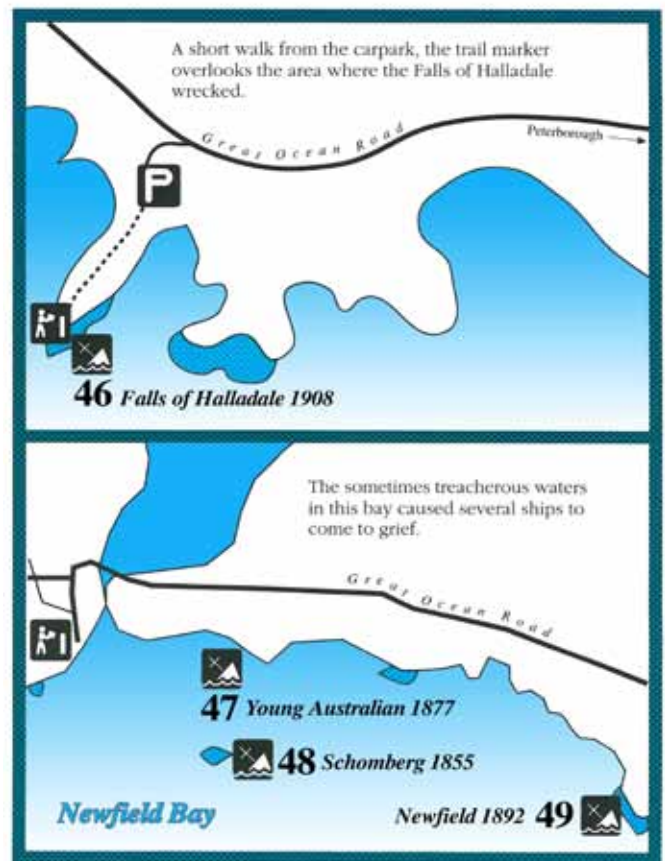 A short walk from the carpark, the trail marker
overlooks the area where the Falls of Halladale
wrecked.
Great Ocean Road
Peterborough
P
46 Falls of Halladale 1908
The sometimes treacherous waters
in this bay caused several ships to
come to grief.
Great Ocean Road
47 Young Australian 1877
48 Schomberg 1855
Newfield Bay
Newfield 1892 49